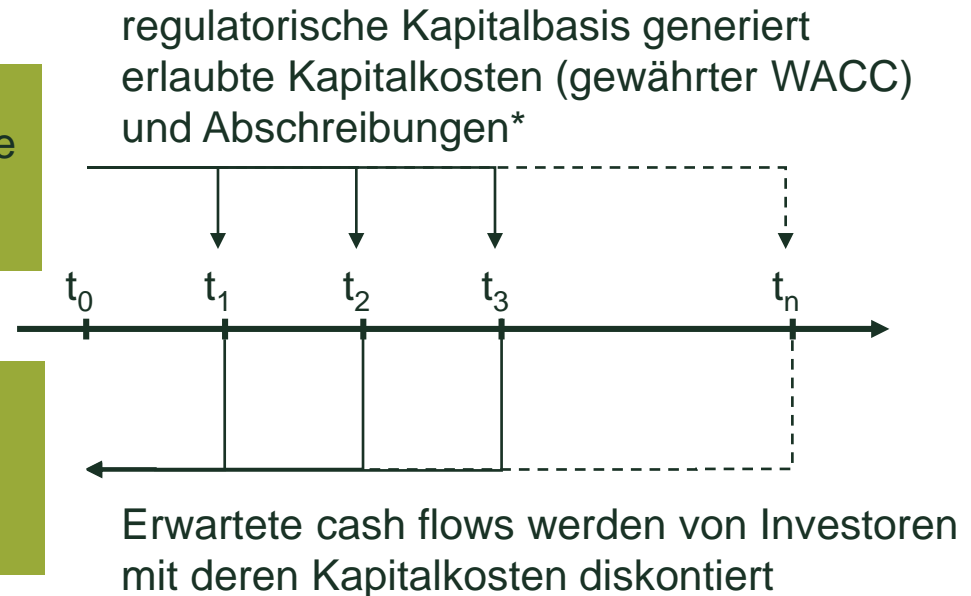 regulatorische Kapitalbasis generiert
erlaubte Kapitalkosten (gewährter WACC)
und Abschreibungen*
e
t0 t1 t2 t3 tn
Erwartete cash flows werden von Investoren
mit deren Kapitalkosten diskontiert